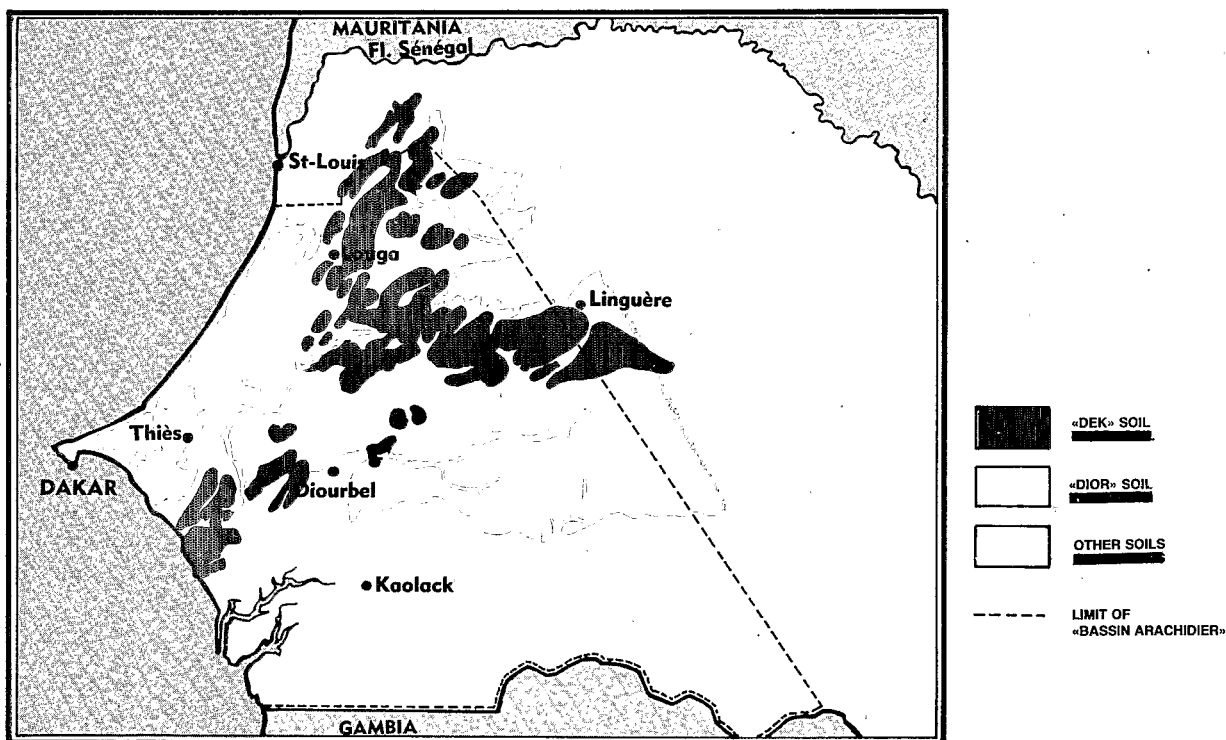 MAURITANIA
Fl. Sénégal
St-Louis
Louga
Linguère
Thiès
DAKAR
Diourbel
Kaolack
GAMBIA
«DEK» SOIL
«DIOR» SOIL
OTHER SOILS
LIMIT OF
«BASSIN ARACHIDIER»